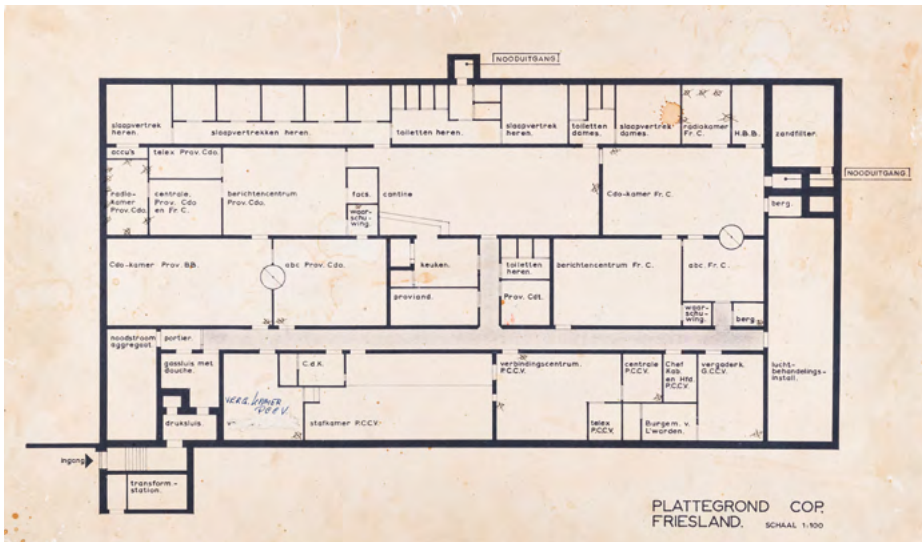 [NOODUITGANG.]
slaapvertrek
heren.
slaapvertrekken heren.
toiletten heren.
slaapvertrek
heren.
toiletten
dames.
slaapvertrek
dames.
radiokamer
Fr. C.
H.B.B.
zandfilter.
[NOODUITGANG.]
accu's
telex Prov. Cdo.
radio-
kamer
Prov. Cdo.
centrale.
Prov. Cdo
en Fr. C.
berichtencentrum
Prov. Cdo.
facs.
cantine
waar-
schu-
wing.
Cdo-kamer Fr. C.
berg.
Cdo-kamer Prov. B.B.
abc Prov. Cdo.
keuken.
proviand.
toiletten
heren.
Prov. Cdt.
berichtencentrum Fr. C.
abc. Fr. C.
waar-
schu-
wing.
berg.
noodstroom
aggregaat.
portier.
gassluis met
douche.
druksluis.
C.d.K.
VERG. KAMER
P.C.C.V.
stafkamer P.C.C.V.
verbindingscentrum.
P.C.C.V.
telex
P.C.C.V.
centrale
P.C.C.V.
Chef
Kab.
en Hfd.
P.C.C.V.
Burgem. v.
L'warden.
vergaderk.
G.C.C.V.
lucht-
behandelings-
install.
ingang
transform-
station.
PLATTEGROND COP.
FRIESLAND. SCHAAL 1:100